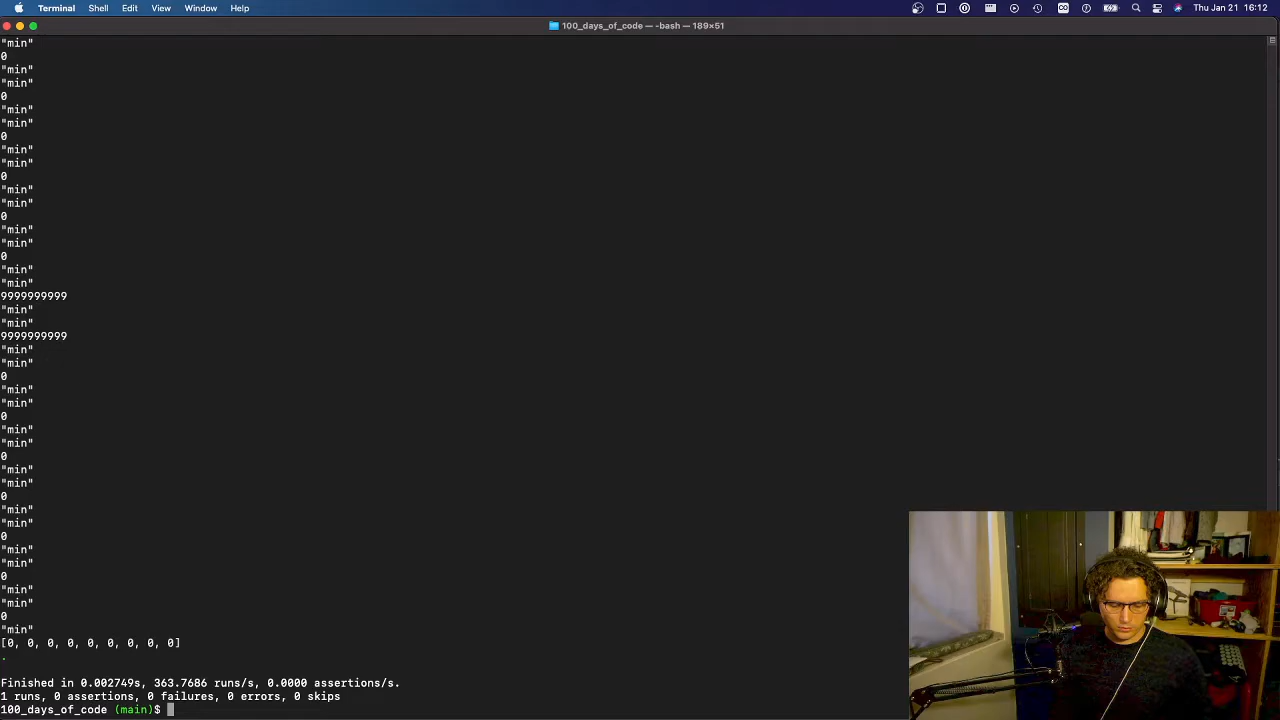 Terminal Shell Edit View Window Help Thu Jan 21 16:12
100_days_of_code — -bash — 189×51
"min"
0
"min"
"min"
0
"min"
"min"
0
"min"
"min"
0
"min"
"min"
0
"min"
"min"
0
"min"
"min"
9999999999
"min"
"min"
9999999999
"min"
"min"
0
"min"
"min"
0
"min"
"min"
0
"min"
"min"
0
"min"
"min"
0
"min"
"min"
0
"min"
"min"
0
"min"
[0, 0, 0, 0, 0, 0, 0, 0, 0]
.
Finished in 0.002749s, 363.7686 runs/s, 0.0000 assertions/s.
1 runs, 0 assertions, 0 failures, 0 errors, 0 skips
100_days_of_code (main)$